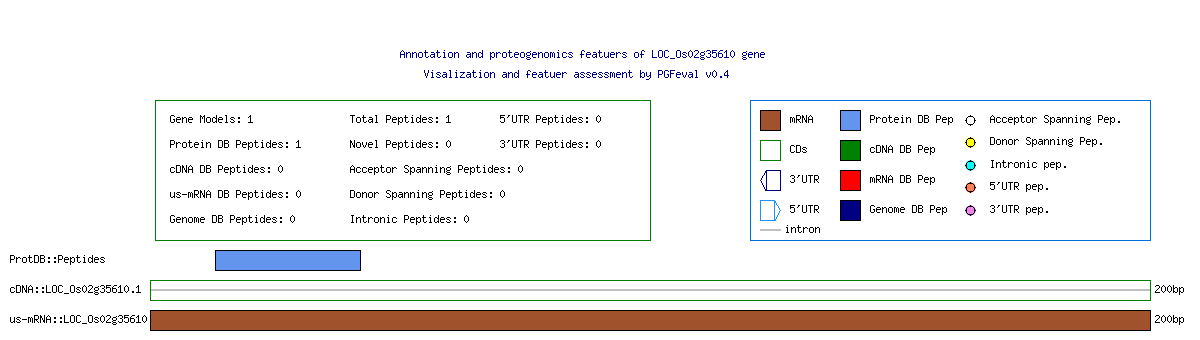 Annotation and proteogenomics featuers of LOC_Os02g35610 gene
Visalization and featuer assessment by PGFeval v0.4
Gene Models: 1 Total Peptides: 1 5'UTR Peptides: 0
Protein DB Peptides: 1 Novel Peptides: 0 3'UTR Peptides: 0
cDNA DB Peptides: 0 Acceptor Spanning Peptides: 0
us-mRNA DB Peptides: 0 Donor Spanning Peptides: 0
Genome DB Peptides: 0 Intronic Peptides: 0
mRNA Protein DB Pep Acceptor Spanning Pep.
CDs cDNA DB Pep Donor Spanning Pep.
3'UTR mRNA DB Pep Intronic pep.
5'UTR Genome DB Pep 5'UTR pep.
intron 3'UTR pep.
ProtDB::Peptides
cDNA::LOC_Os02g35610.1 200bp
us-mRNA::LOC_Os02g35610 200bp